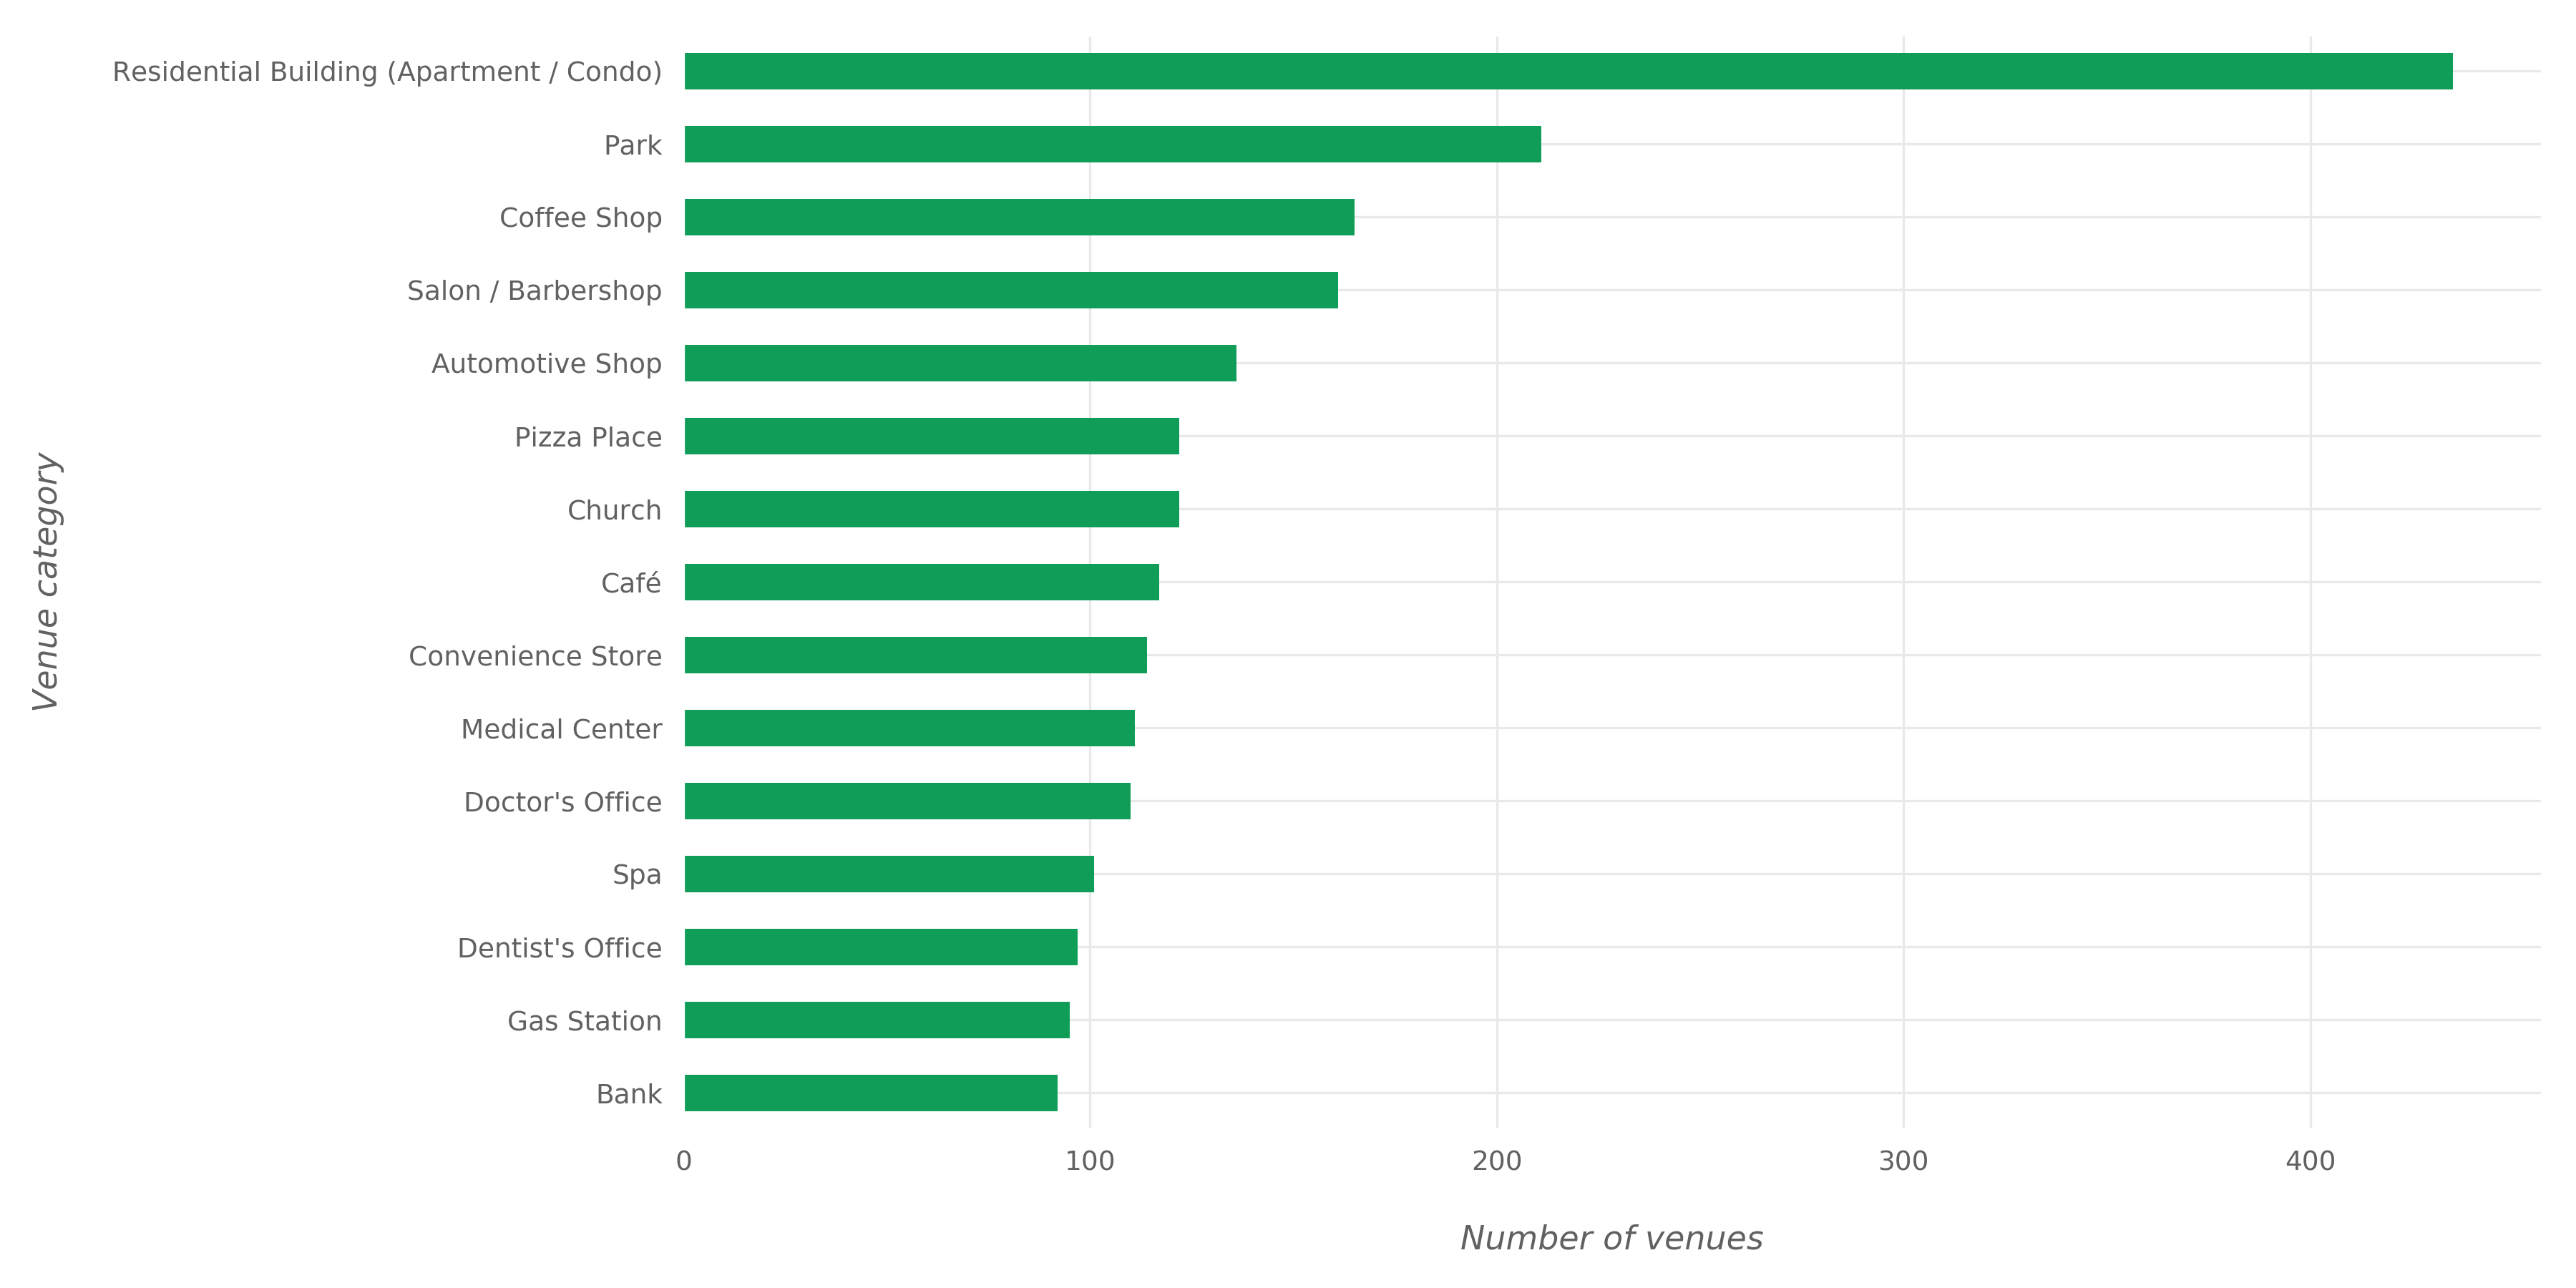 Residential Building (Apartment / Condo)
Park
Coffee Shop
Salon / Barbershop
Automotive Shop
Pizza Place
Church
Café
Convenience Store
Medical Center
Doctor's Office
Spa
Dentist's Office
Gas Station
Bank
Venue category
0 100 200 300 400
Number of venues